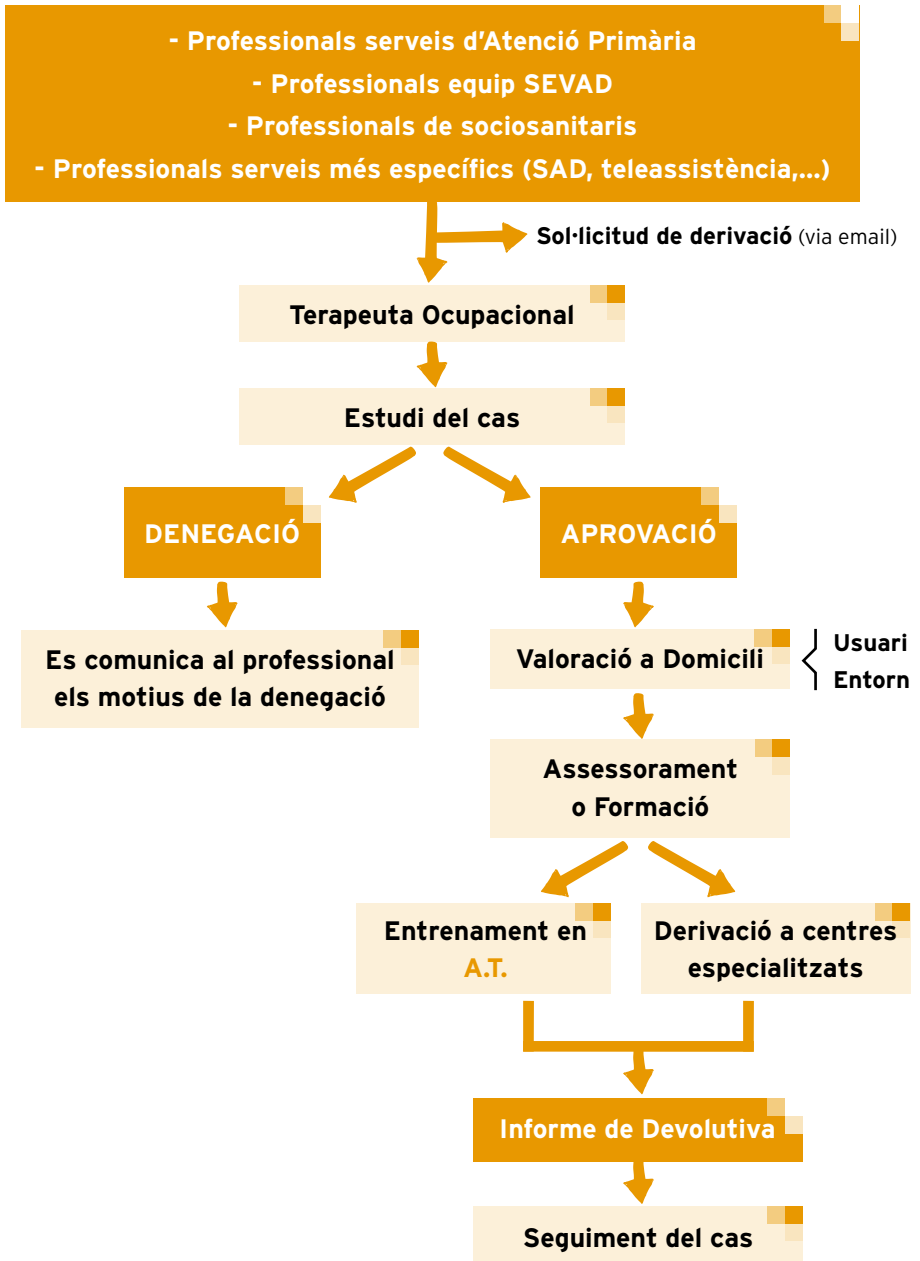 - Professionals serveis d'Atenció Primària
- Professionals equip SEVAD
- Professionals de sociosanitaris
- Professionals serveis més específics (SAD, teleassistència,...)
Sol·licitud de derivació (via email)
Terapeuta Ocupacional
Estudi del cas
DENEGACIÓ
APROVACIÓ
Es comunica al professional
els motius de la denegació
Valoració a Domicili
Usuari
Entorn
Assessorament
o Formació
Entrenament en
A.T.
Derivació a centres
especialitzats
Informe de Devolutiva
Seguiment del cas